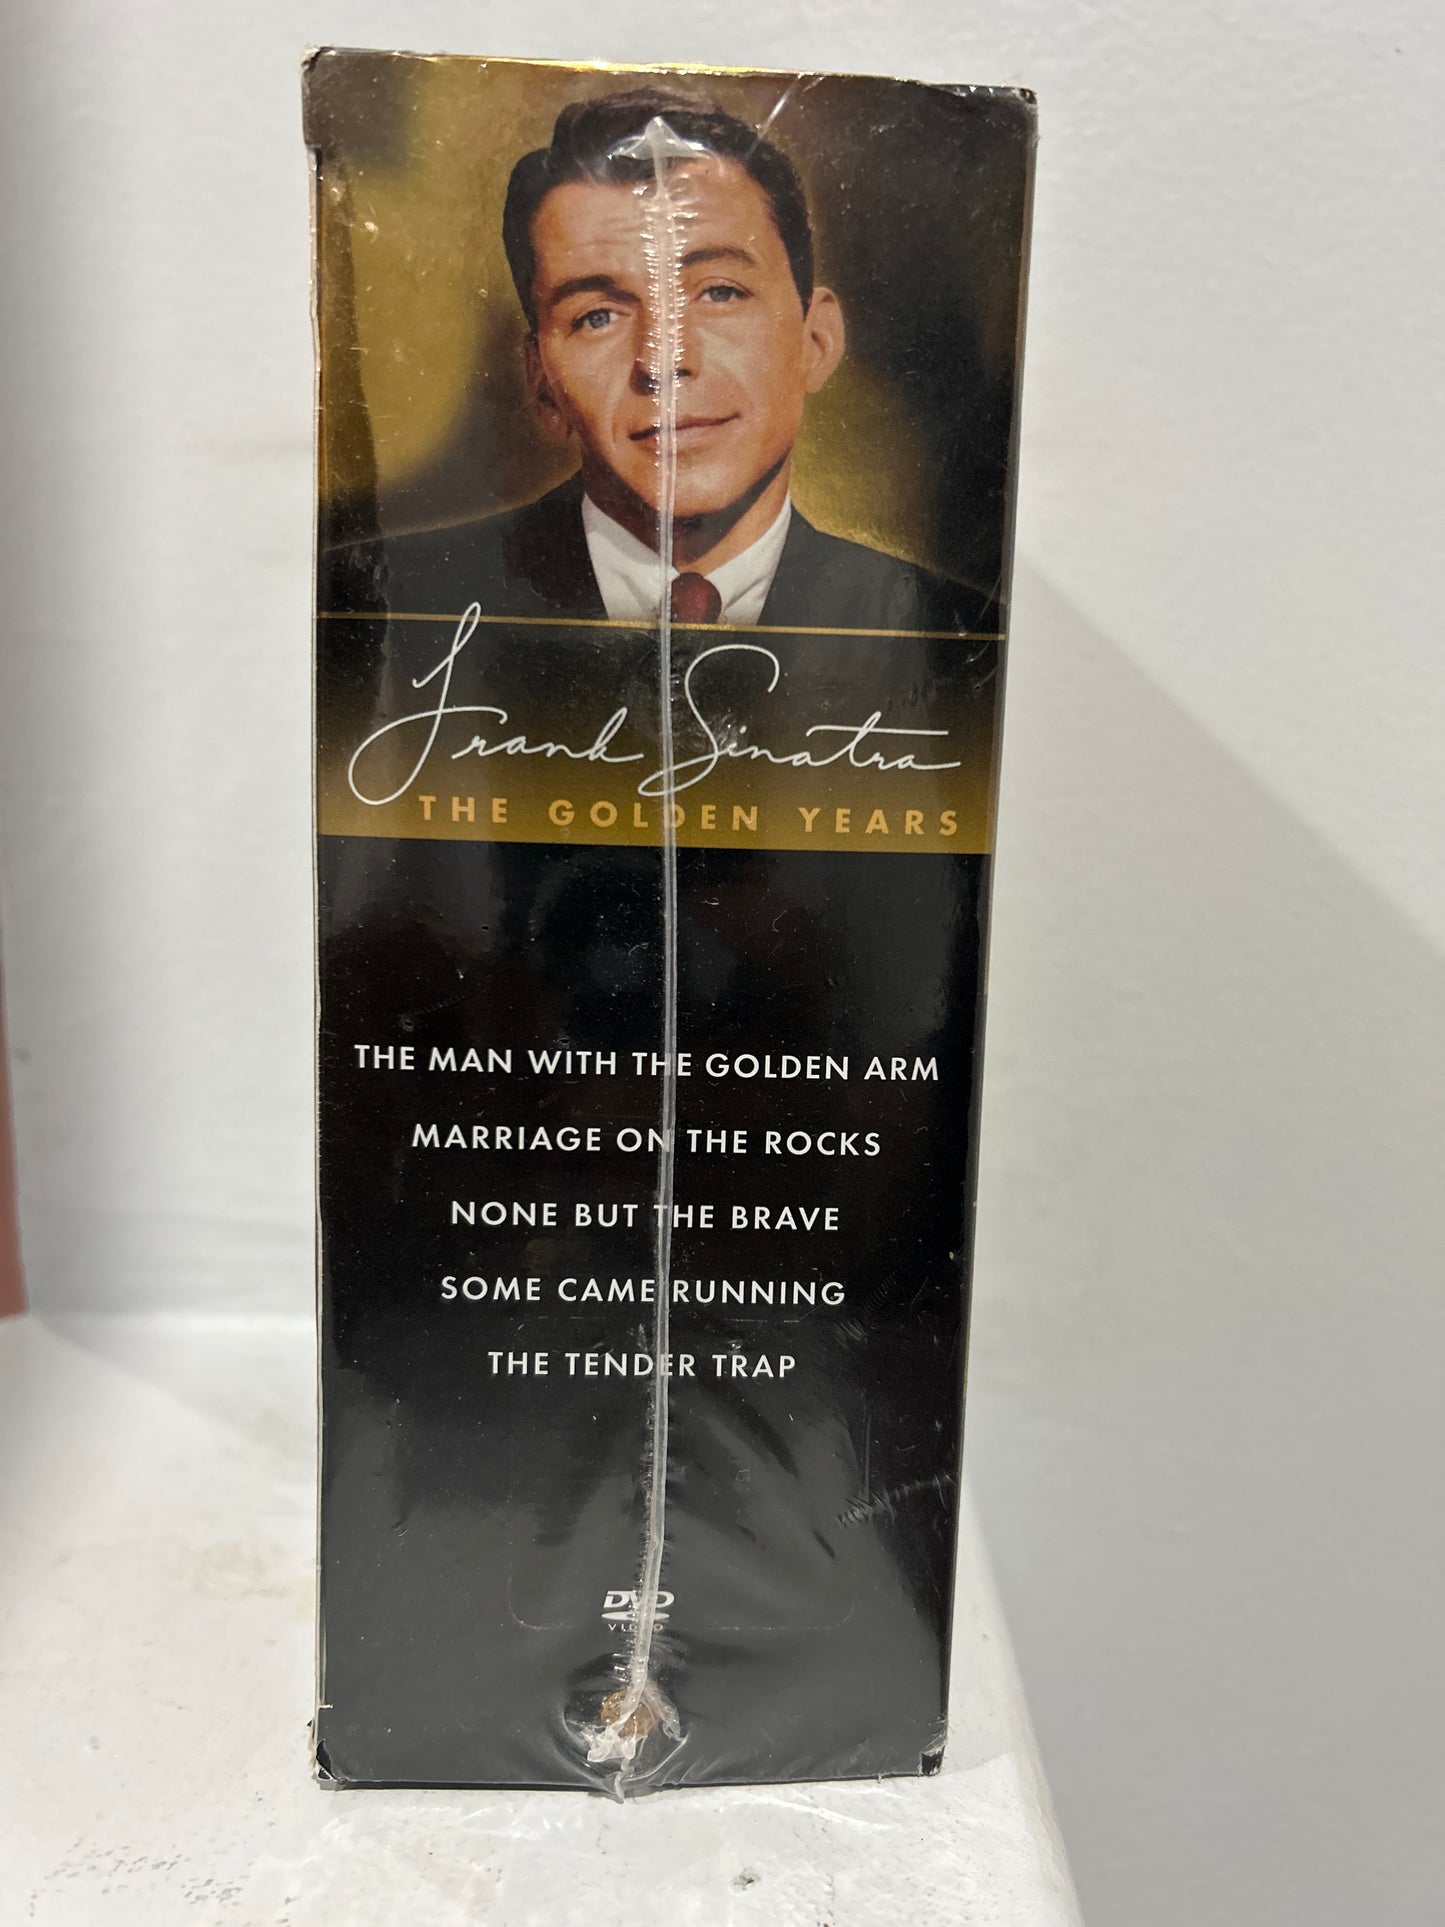 Frank Sinatra
THE GOLDEN YEARS
THE MAN WITH THE GOLDEN ARM
MARRIAGE ON THE ROCKS
NONE BUT THE BRAVE
SOME CAME RUNNING
THE TENDER TRAP
DVD
VIDEO